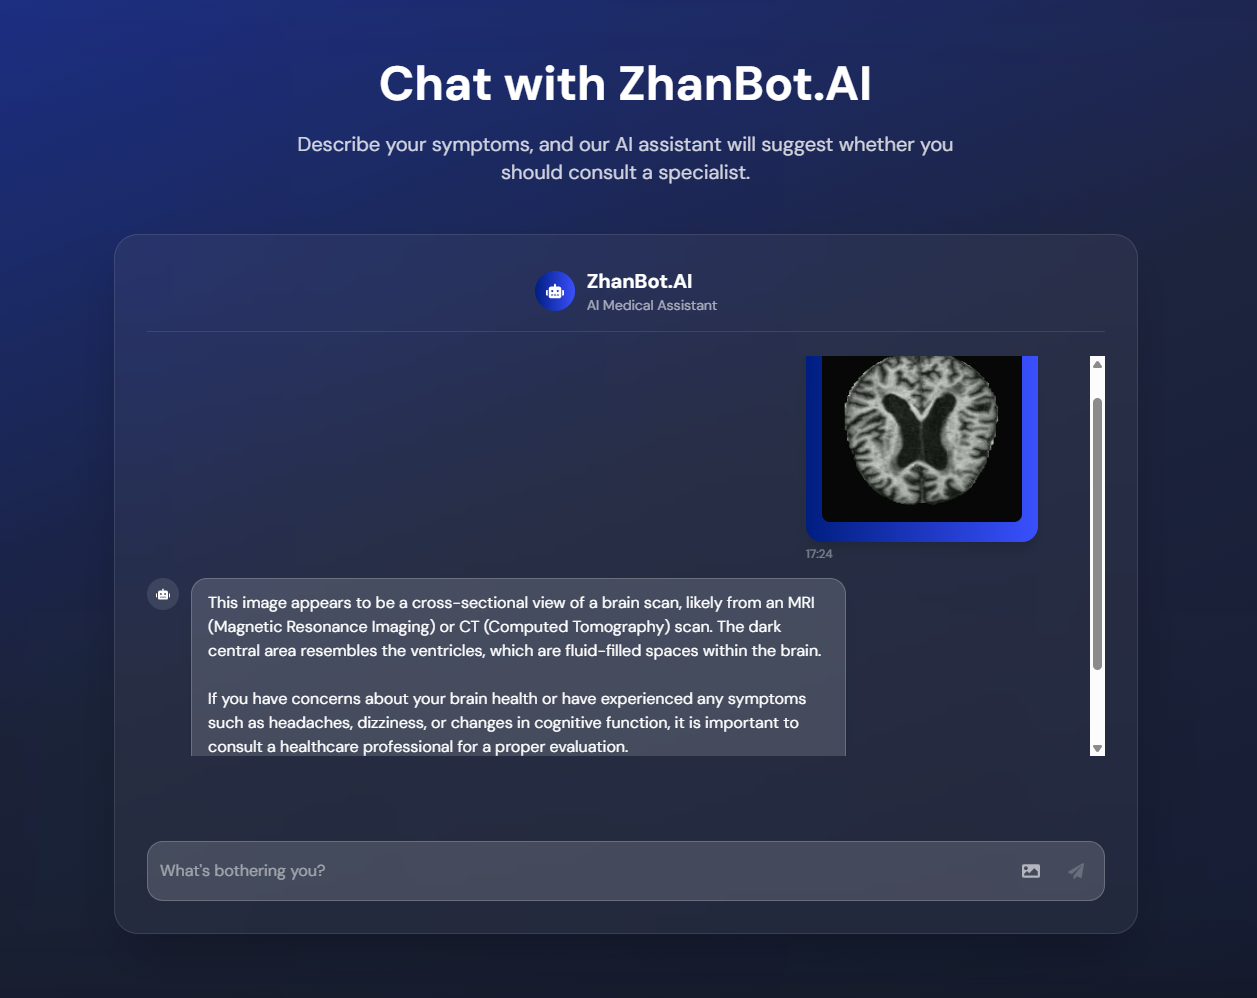 Chat with ZhanBot.AI
Describe your symptoms, and our AI assistant will suggest whether you
should consult a specialist.
ZhanBot.AI
AI Medical Assistant
17:24
This image appears to be a cross-sectional view of a brain scan, likely from an MRI
(Magnetic Resonance Imaging) or CT (Computed Tomography) scan. The dark
central area resembles the ventricles, which are fluid-filled spaces within the brain.
If you have concerns about your brain health or have experienced any symptoms
such as headaches, dizziness, or changes in cognitive function, it is important to
consult a healthcare professional for a proper evaluation.
What's bothering you?